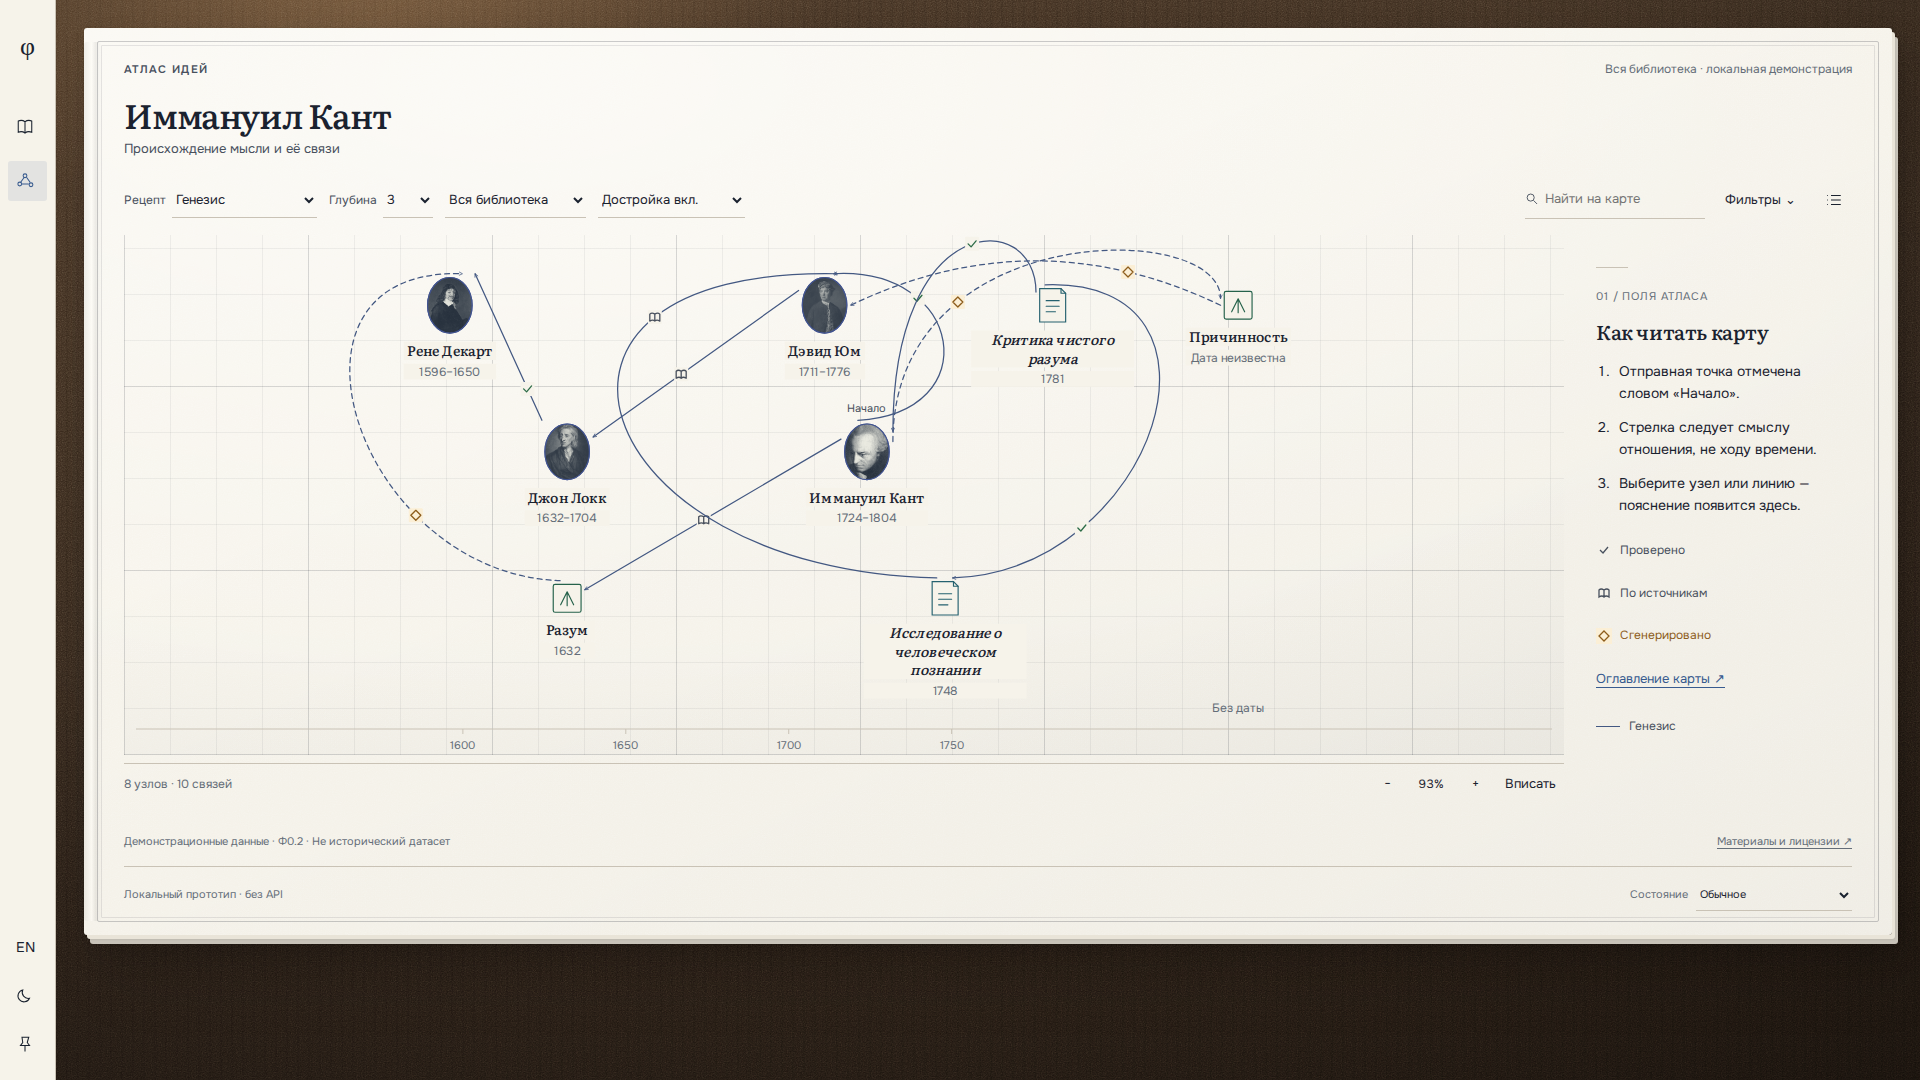 φ
АТЛАС ИДЕЙ
Вся библиотека · локальная демонстрация
Иммануил Кант
Происхождение мысли и её связи
Рецепт Генезис Глубина 3 Вся библиотека Достройка вкл.
Найти на карте Фильтры
Рене Декарт
1596–1650
Дэвид Юм
1711–1776
Критика чистого
разума
1781
Причинность
Дата неизвестна
Начало
Джон Локк
1632–1704
Иммануил Кант
1724–1804
Разум
1632
Исследование о
человеческом
познании
1748
Без даты
1600 1650 1700 1750
01 / ПОЛЯ АТЛАСА
Как читать карту
1. Отправная точка отмечена
словом «Начало».
2. Стрелка следует смыслу
отношения, не ходу времени.
3. Выберите узел или линию —
пояснение появится здесь.
Проверено
По источникам
Сгенерировано
Оглавление карты ↗
Генезис
8 узлов · 10 связей
− 93% + Вписать
Демонстрационные данные · Ф0.2 · Не исторический датасет
Материалы и лицензии ↗
Локальный прототип · без API
Состояние Обычное
EN